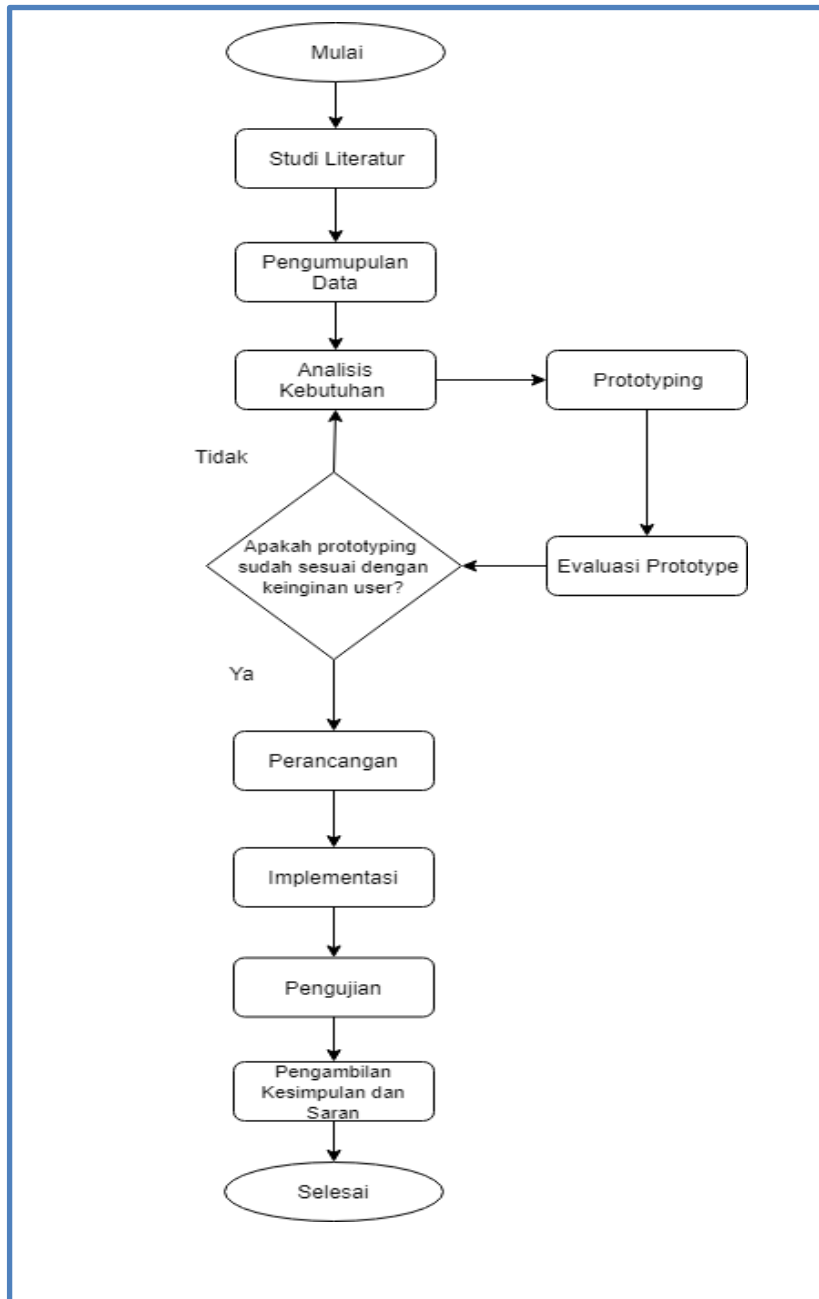 Mulai
Studi Literatur
Pengumupulan
Data
Analisis
Kebutuhan
Prototyping
Evaluasi Prototype
Apakah prototyping
sudah sesuai dengan
keinginan user?
Tidak
Ya
Perancangan
Implementasi
Pengujian
Pengambilan
Kesimpulan dan
Saran
Selesai